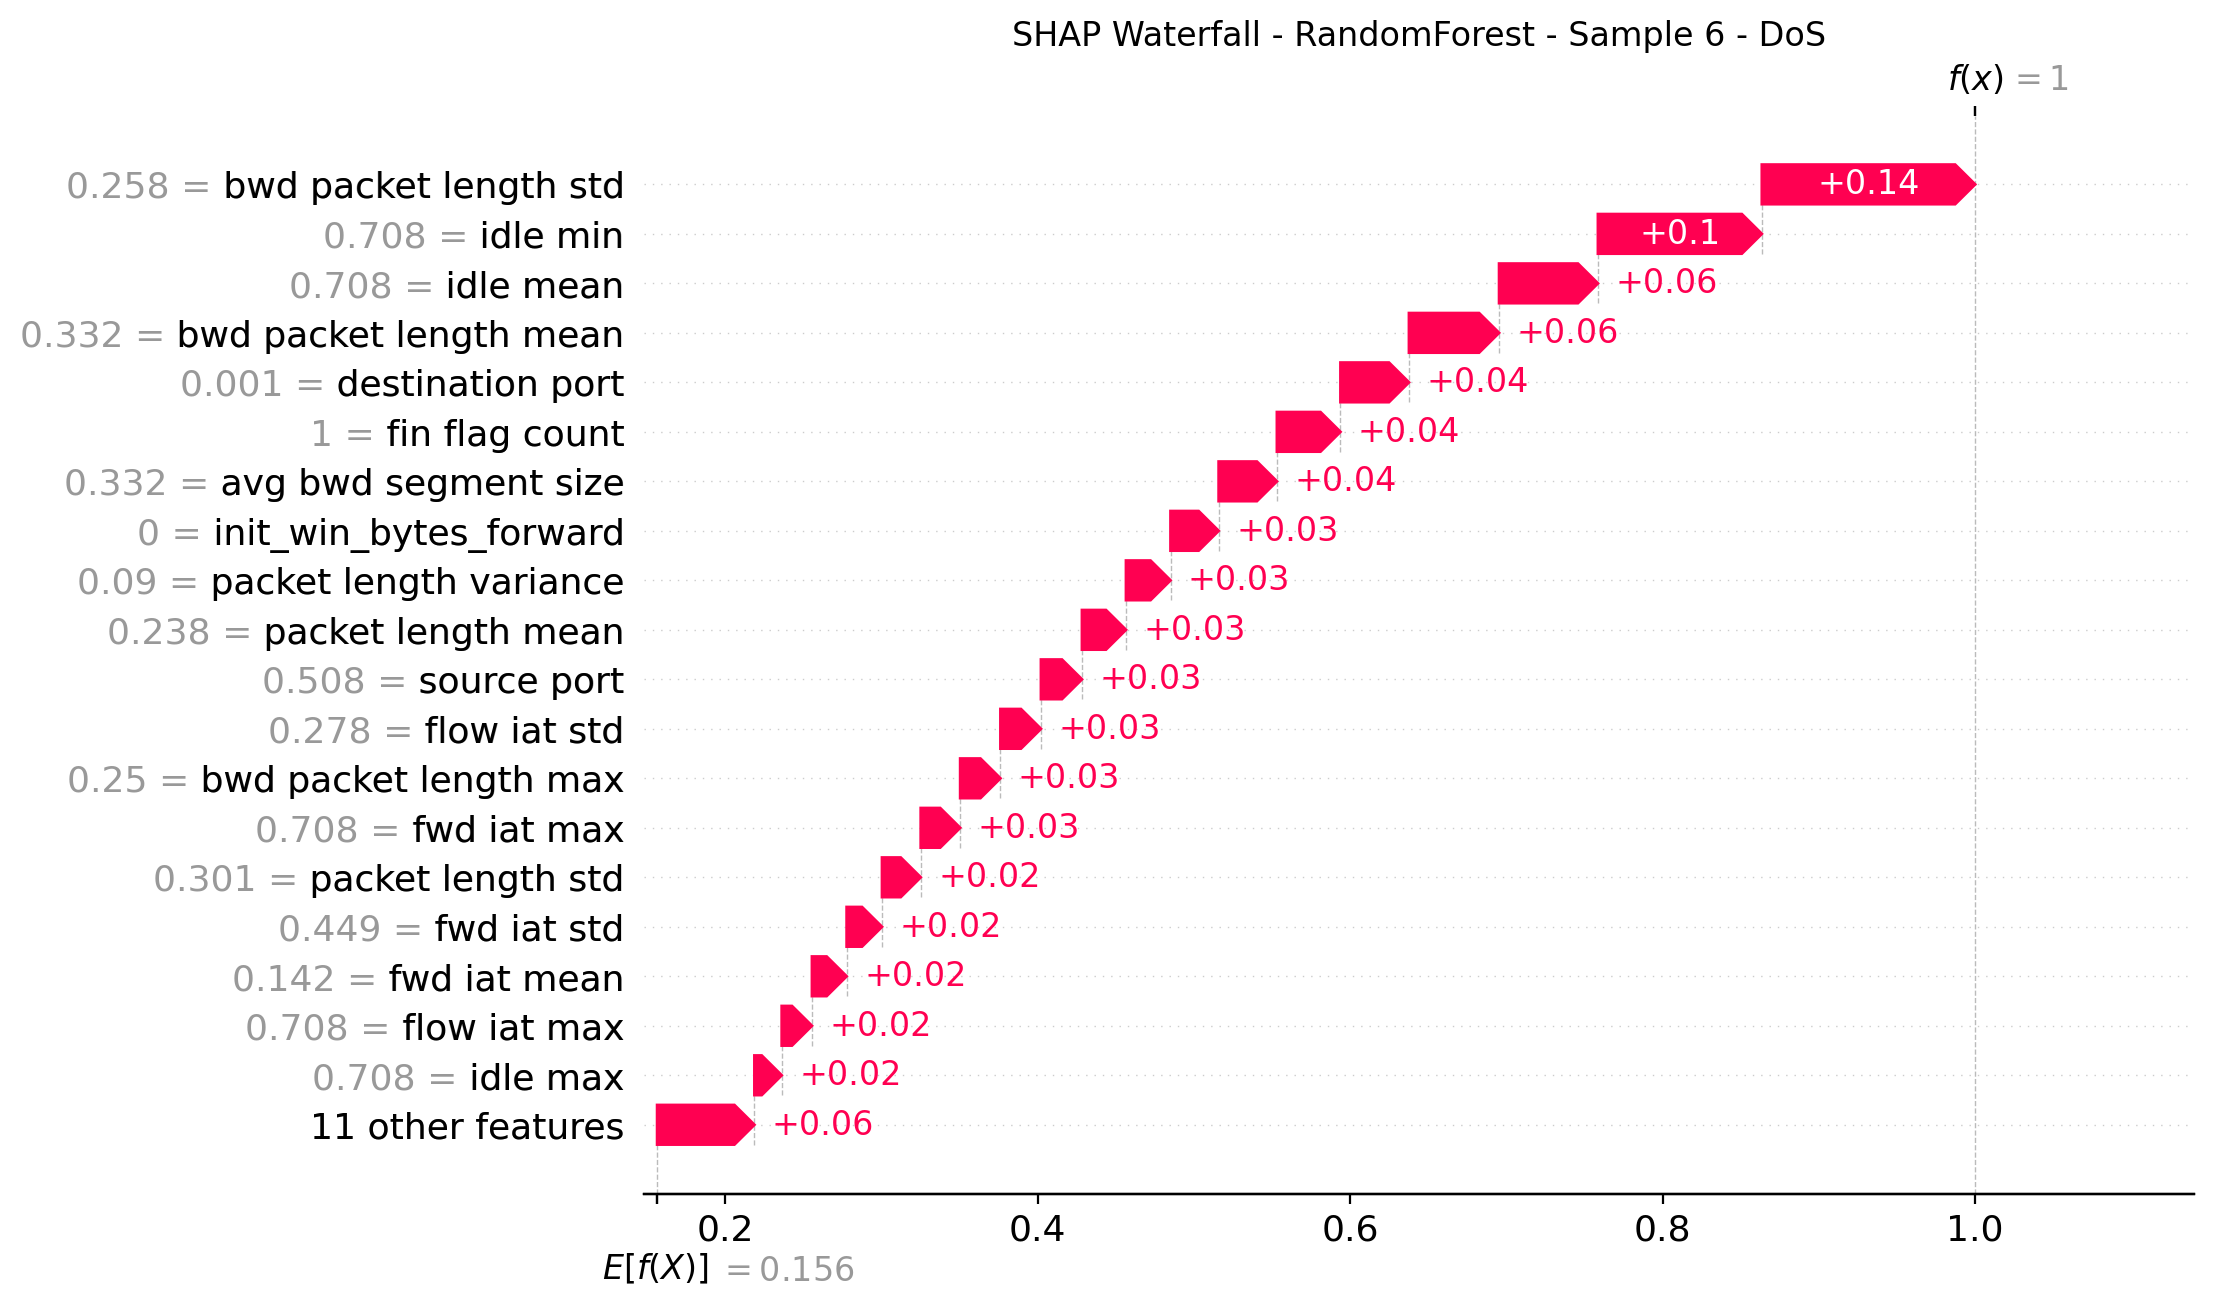 SHAP Waterfall - RandomForest - Sample 6 - DoS
f(x) = 1
0.258 = bwd packet length std +0.14
0.708 = idle min +0.1
0.708 = idle mean +0.06
0.332 = bwd packet length mean +0.06
0.001 = destination port +0.04
1 = fin flag count +0.04
0.332 = avg bwd segment size +0.04
0 = init_win_bytes_forward +0.03
0.09 = packet length variance +0.03
0.238 = packet length mean +0.03
0.508 = source port +0.03
0.278 = flow iat std +0.03
0.25 = bwd packet length max +0.03
0.708 = fwd iat max +0.03
0.301 = packet length std +0.02
0.449 = fwd iat std +0.02
0.142 = fwd iat mean +0.02
0.708 = flow iat max +0.02
0.708 = idle max +0.02
11 other features +0.06
0.2 0.4 0.6 0.8 1.0
E[f(X)] = 0.156